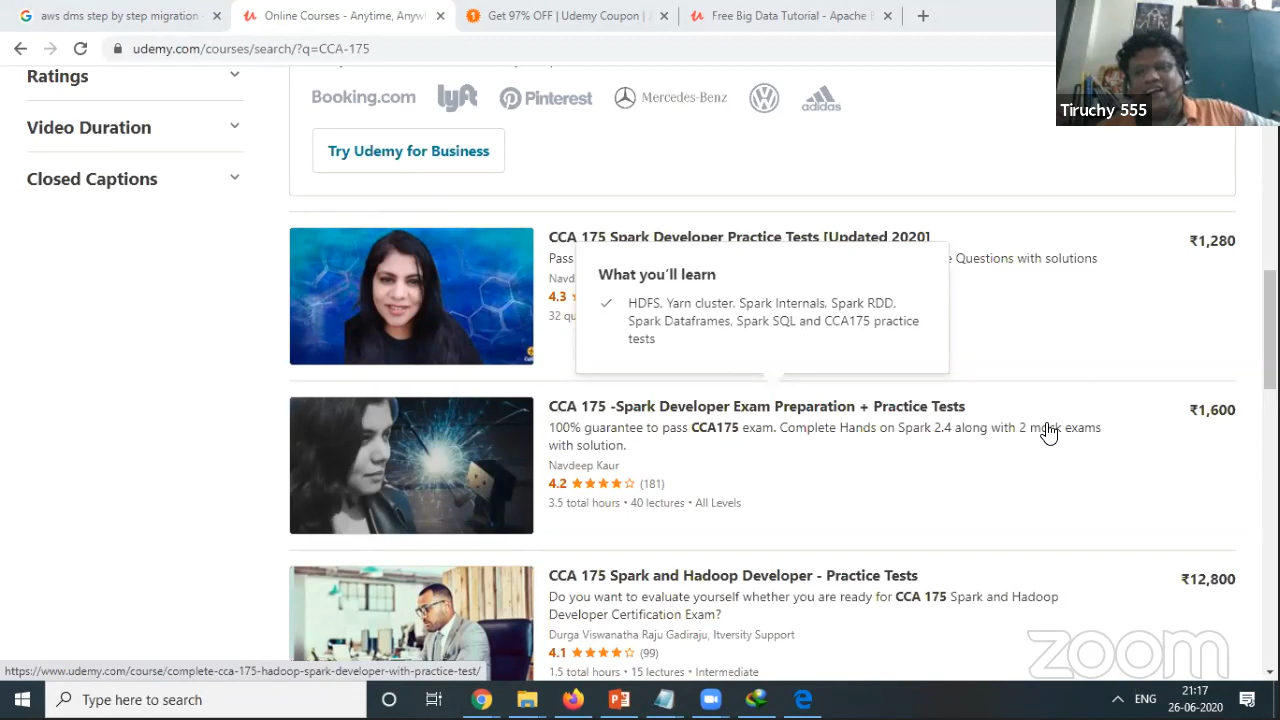 aws dms step by step migration
Online Courses - Anytime, Anyw
Get 97% OFF | Udemy Coupon |
Free Big Data Tutorial - Apache
udemy.com/courses/search/?q=CCA-175
Tiruchy 555
Ratings
Video Duration
Closed Captions
Booking.com lyft Pinterest Mercedes-Benz adidas
Try Udemy for Business
CCA 175 Spark Developer Practice Tests [Updated 2020]
₹1,280
Pass
e Questions with solutions
Navd
4.3
32 qu
What you'll learn
HDFS, Yarn cluster, Spark Internals, Spark RDD,
Spark Dataframes, Spark SQL and CCA175 practice
tests
CCA 175 -Spark Developer Exam Preparation + Practice Tests
₹1,600
100% guarantee to pass CCA175 exam. Complete Hands on Spark 2.4 along with 2 mock exams
with solution.
Navdeep Kaur
4.2 (181)
3.5 total hours • 40 lectures • All Levels
CCA 175 Spark and Hadoop Developer - Practice Tests
₹12,800
Do you want to evaluate yourself whether you are ready for CCA 175 Spark and Hadoop
Developer Certification Exam?
Durga Viswanatha Raju Gadiraju, Itversity Support
4.1 (99)
1.5 total hours • 15 lectures • Intermediate
zoom
https://www.udemy.com/course/complete-cca-175-hadoop-spark-developer-with-practice-test/
Type here to search
ENG
21:17
26-06-2020